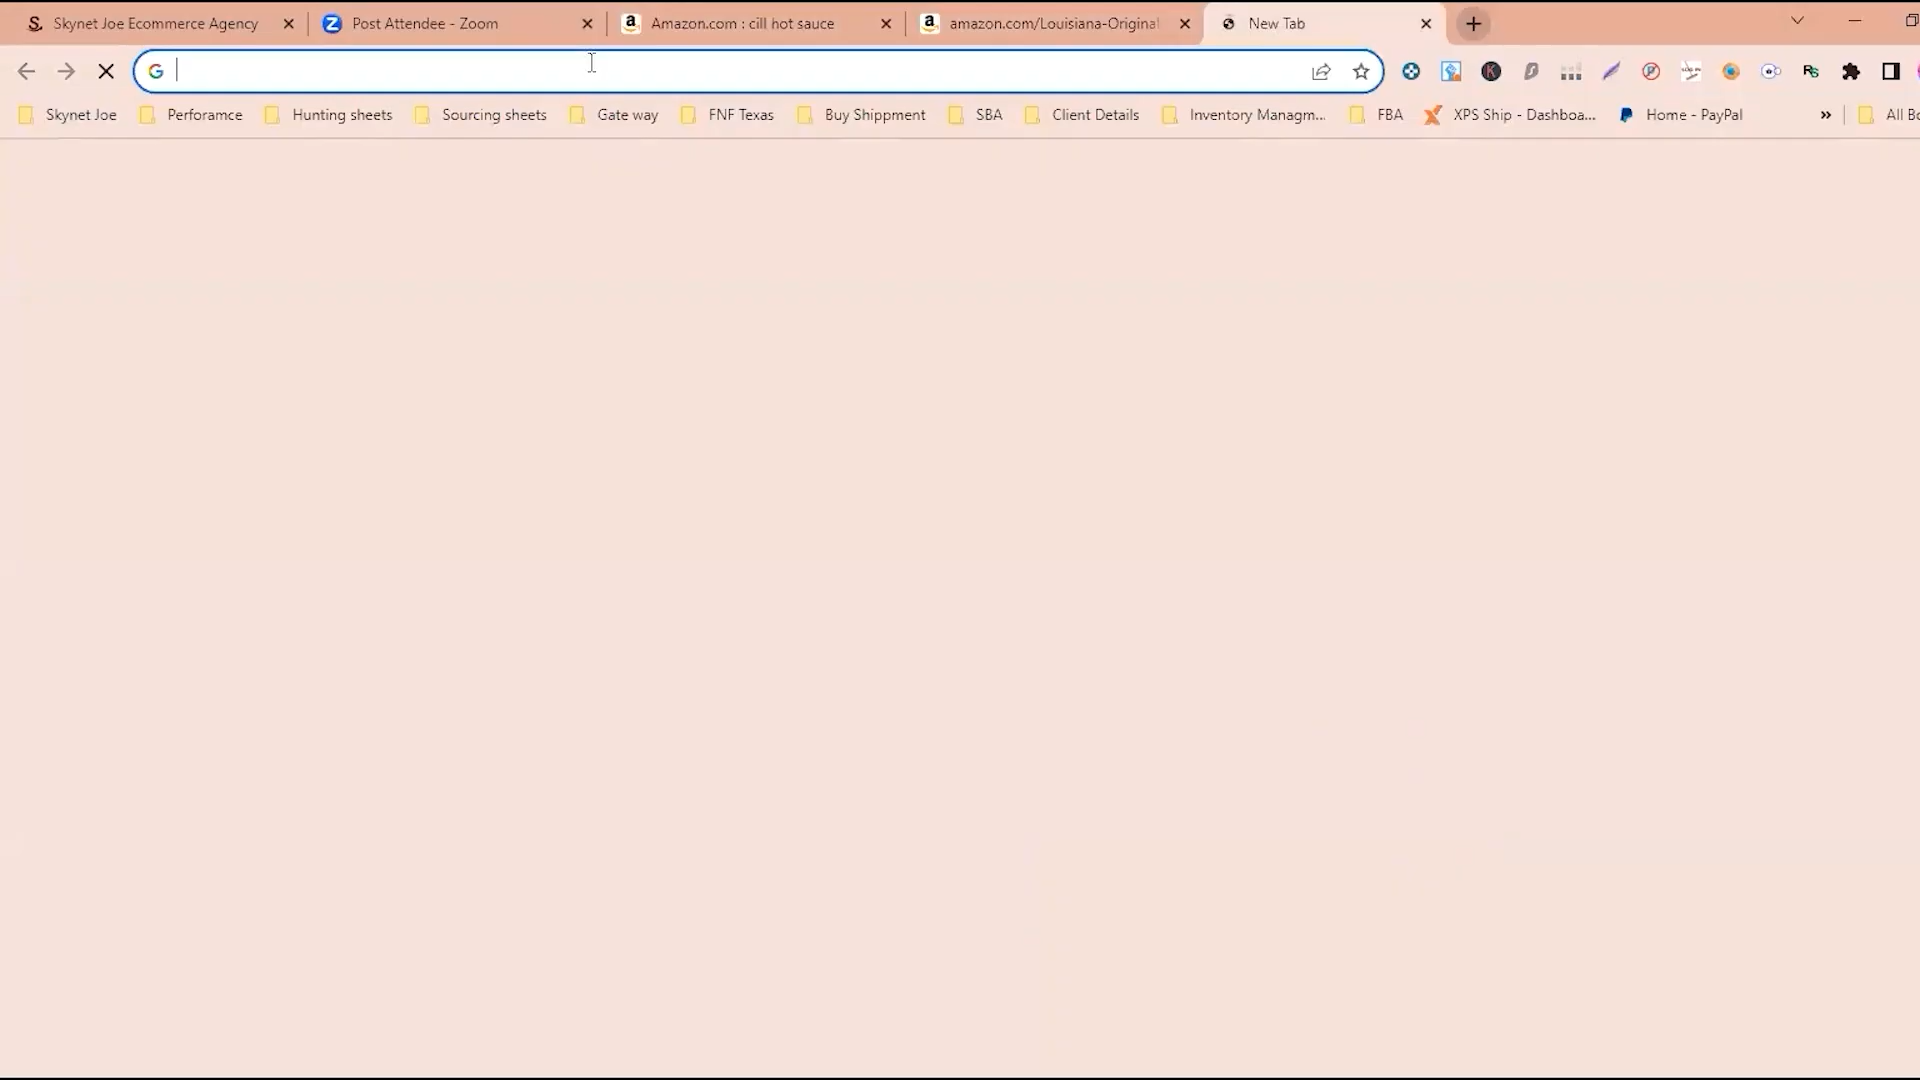 Skynet Joe Ecommerce Agency Post Attendee - Zoom Amazon.com : cill hot sauce amazon.com/Louisiana-Original New Tab
Skynet Joe Perforamce Hunting sheets Sourcing sheets Gate way FNF Texas Buy Shippment SBA Client Details Inventory Managm... FBA XPS Ship - Dashboa... Home - PayPal » All Bo